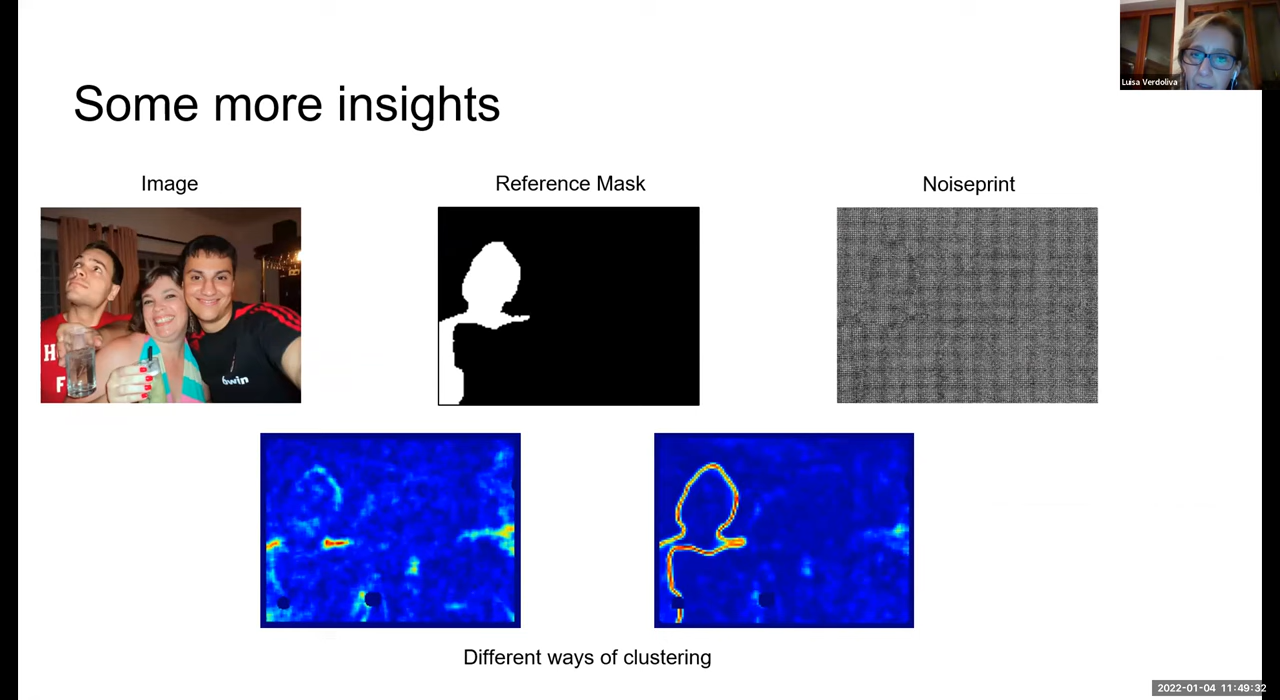 Luisa Verdoliva
Some more insights
Image
Reference Mask
Noiseprint
H
F
6win
Different ways of clustering
2022-01-04 11:49:32